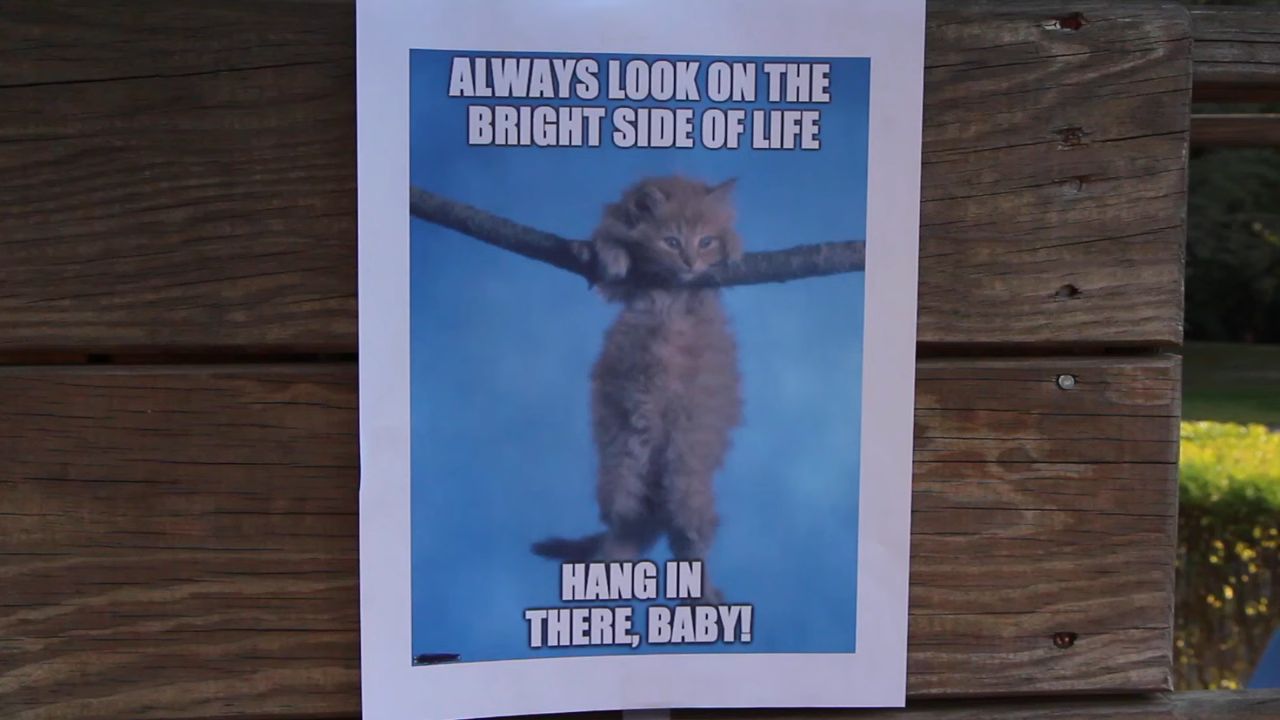 ALWAYS LOOK ON THE
BRIGHT SIDE OF LIFE
HANG IN
THERE, BABY!